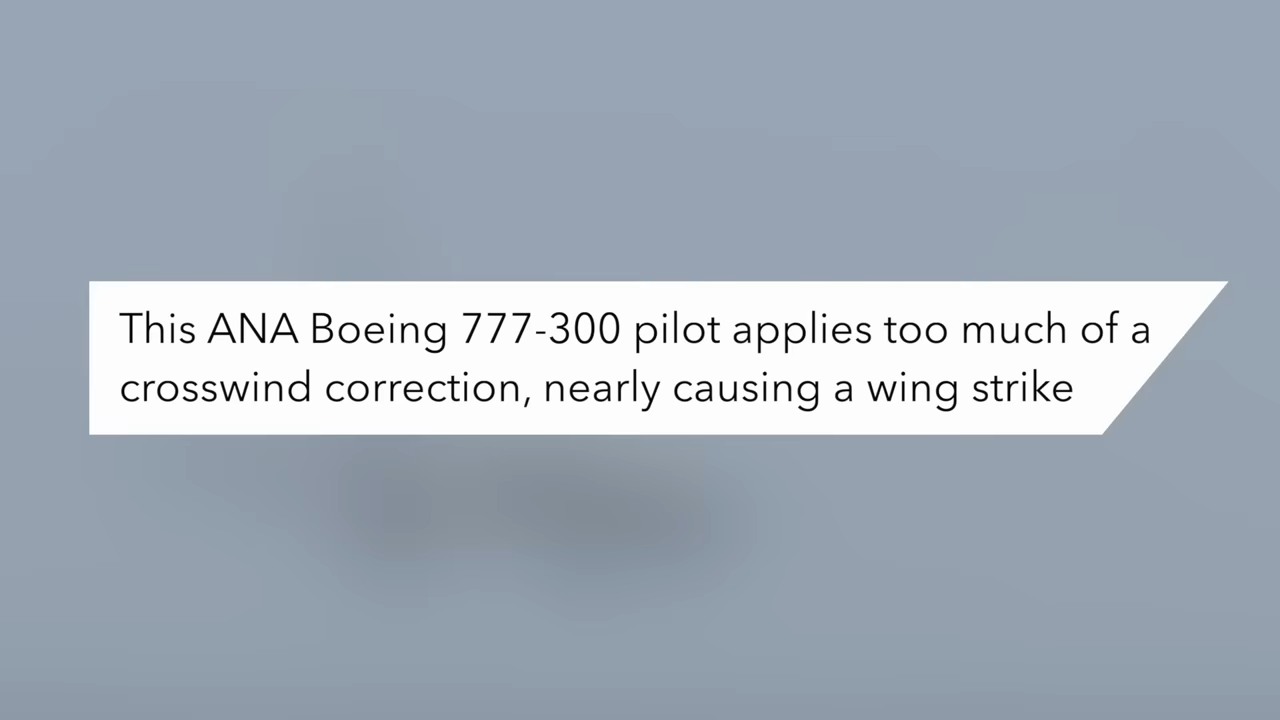 This ANA Boeing 777-300 pilot applies too much of a
crosswind correction, nearly causing a wing strike